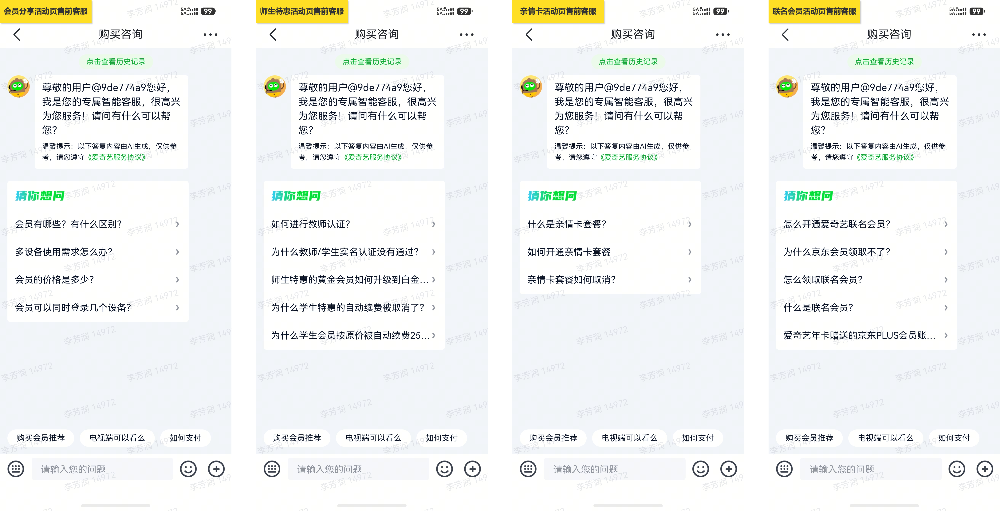 会员分享活动页售前客服
99
购买咨询
点击查看历史记录
尊敬的用户@9de774a9您好，
我是您的专属智能客服，很高兴
为您服务！请问有什么可以帮
您？
温馨提示：以下答复内容由AI生成，仅供参
考，请您遵守《爱奇艺服务协议》
猜你想问
会员有哪些？有什么区别？
多设备使用需求怎么办？
会员的价格是多少？
会员可以同时登录几个设备？
购买会员推荐
电视端可以看么
如何支付
请输入您的问题
师生特惠活动页售前客服
99
购买咨询
点击查看历史记录
尊敬的用户@9de774a9您好，
我是您的专属智能客服，很高兴
为您服务！请问有什么可以帮
您？
温馨提示：以下答复内容由AI生成，仅供参
考，请您遵守《爱奇艺服务协议》
猜你想问
如何进行教师认证？
为什么教师/学生实名认证没有通过？
师生特惠的黄金会员如何升级到白金...
为什么学生特惠的自动续费被取消了？
为什么学生会员按原价被自动续费25...
购买会员推荐
电视端可以看么
如何支付
请输入您的问题
亲情卡活动页售前客服
99
购买咨询
点击查看历史记录
尊敬的用户@9de774a9您好，
我是您的专属智能客服，很高兴
为您服务！请问有什么可以帮
您？
温馨提示：以下答复内容由AI生成，仅供参
考，请您遵守《爱奇艺服务协议》
猜你想问
什么是亲情卡套餐？
如何开通亲情卡套餐
亲情卡套餐如何取消？
购买会员推荐
电视端可以看么
如何支付
请输入您的问题
联名会员活动页售前客服
99
购买咨询
点击查看历史记录
尊敬的用户@9de774a9您好，
我是您的专属智能客服，很高兴
为您服务！请问有什么可以帮
您？
温馨提示：以下答复内容由AI生成，仅供参
考，请您遵守《爱奇艺服务协议》
猜你想问
怎么开通爱奇艺联名会员？
为什么京东会员领取不了？
怎么领取联名会员？
什么是联名会员？
爱奇艺年卡赠送的京东PLUS会员账...
购买会员推荐
电视端可以看么
如何支付
请输入您的问题
李芳润 14972